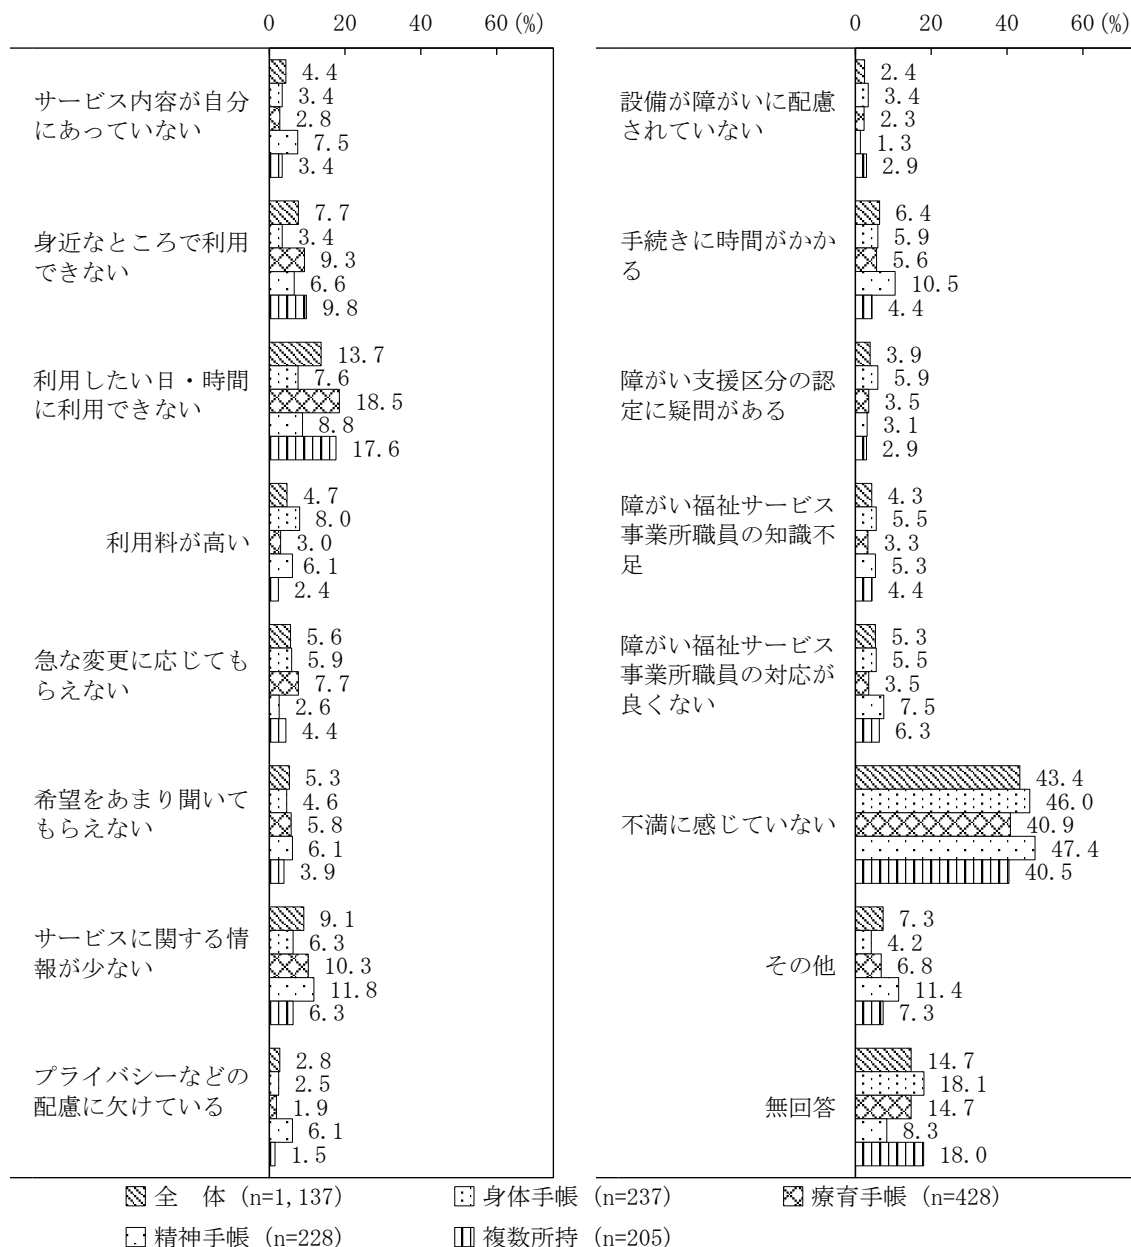 0 20 40 60 (%)
サービス内容が自分
にあっていない
4.4
3.4
2.8
7.5
3.4
身近なところで利用
できない
7.7
3.4
9.3
6.6
9.8
利用したい日・時間
に利用できない
13.7
7.6
18.5
8.8
17.6
利用料が高い
4.7
8.0
3.0
6.1
2.4
急な変更に応じても
らえない
5.6
5.9
7.7
2.6
4.4
希望をあまり聞いて
もらえない
5.3
4.6
5.8
6.1
3.9
サービスに関する情
報が少ない
9.1
6.3
10.3
11.8
6.3
プライバシーなどの
配慮に欠けている
2.8
2.5
1.9
6.1
1.5
0 20 40 60 (%)
設備が障がいに配慮
されていない
2.4
3.4
2.3
1.3
2.9
手続きに時間がかか
る
6.4
5.9
5.6
10.5
4.4
障がい支援区分の認
定に疑問がある
3.9
5.9
3.5
3.1
2.9
障がい福祉サービス
事業所職員の知識不
足
4.3
5.5
3.3
5.3
4.4
障がい福祉サービス
事業所職員の対応が
良くない
5.3
5.5
3.5
7.5
6.3
不満に感じていない
43.4
46.0
40.9
47.4
40.5
その他
7.3
4.2
6.8
11.4
7.3
無回答
14.7
18.1
14.7
8.3
18.0
全　体 (n=1,137) 身体手帳 (n=237) 療育手帳 (n=428)
精神手帳 (n=228) 複数所持 (n=205)